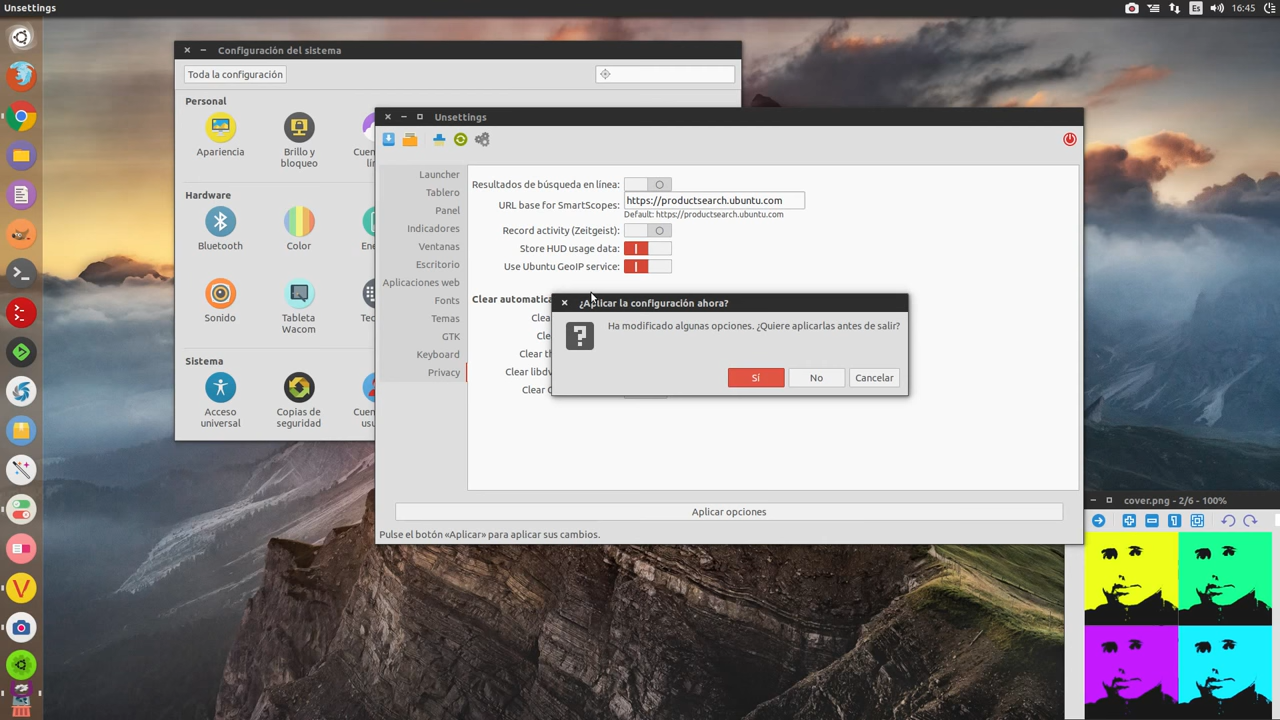 Unsettings
Es
16:45
Configuración del sistema
Toda la configuración
Personal
Apariencia
Brillo y
bloqueo
Hardware
Bluetooth
Color
Sonido
Tableta
Wacom
Sistema
Acceso
universal
Copias de
seguridad
Unsettings
Launcher
Tablero
Panel
Indicadores
Ventanas
Escritorio
Aplicaciones web
Fonts
Temas
GTK
Keyboard
Privacy
Resultados de búsqueda en línea:
URL base for SmartScopes:
https://productsearch.ubuntu.com
Default: https://productsearch.ubuntu.com
Record activity (Zeitgeist):
Store HUD usage data:
Use Ubuntu GeoIP service:
¿Aplicar la configuración ahora?
Ha modificado algunas opciones. ¿Quiere aplicarlas antes de salir?
Sí
No
Cancelar
Aplicar opciones
Pulse el botón «Aplicar» para aplicar sus cambios.
cover.png - 2/6 - 100%